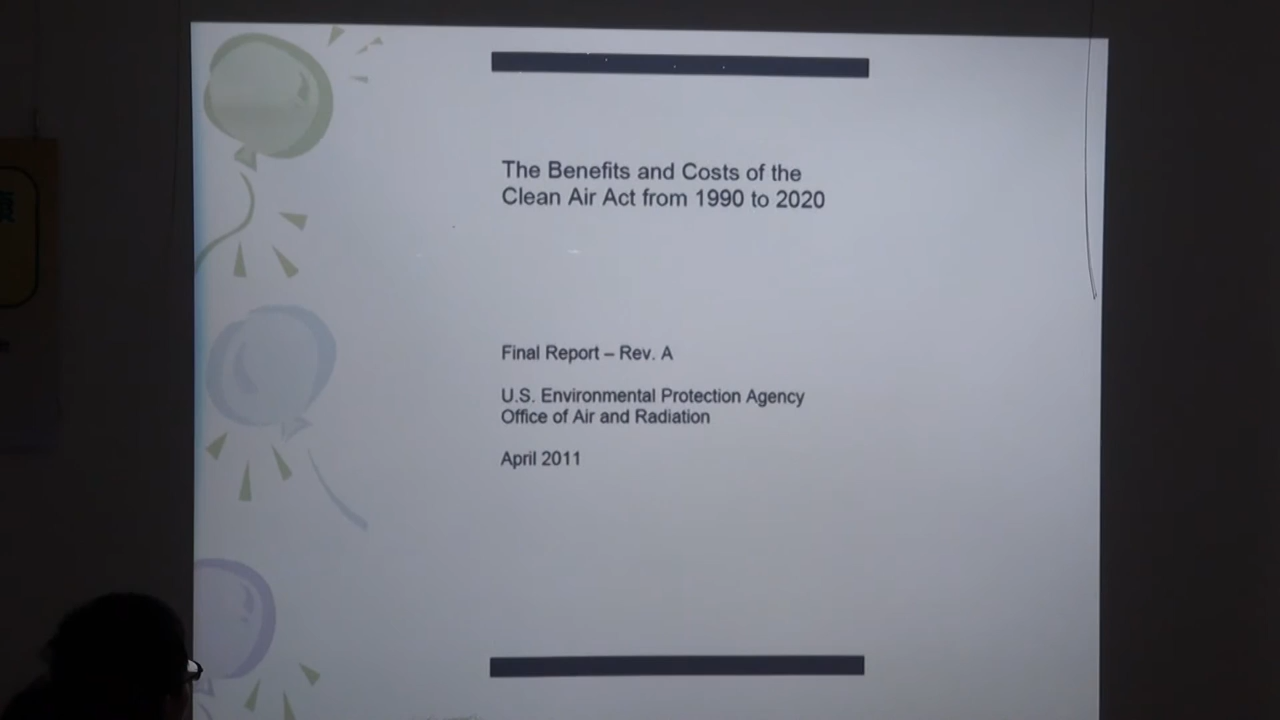 The Benefits and Costs of the
Clean Air Act from 1990 to 2020
Final Report – Rev. A
U.S. Environmental Protection Agency
Office of Air and Radiation
April 2011